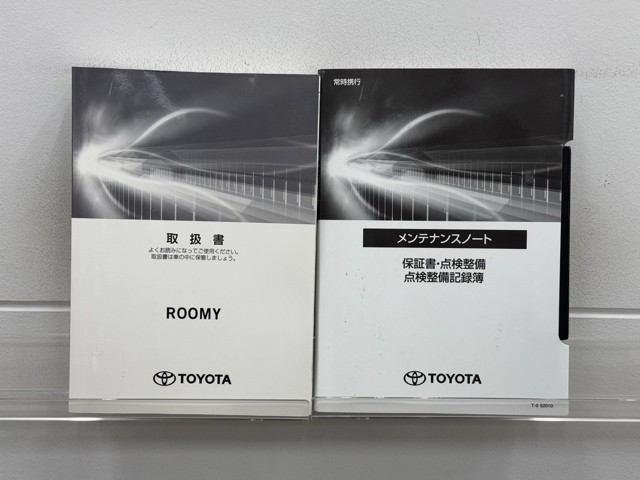 取扱書
よくお読みになってご使用ください。
取扱書は車の中に保管しましょう。
ROOMY
TOYOTA
常時携行
メンテナンスノート
保証書・点検整備
点検整備記録簿
TOYOTA